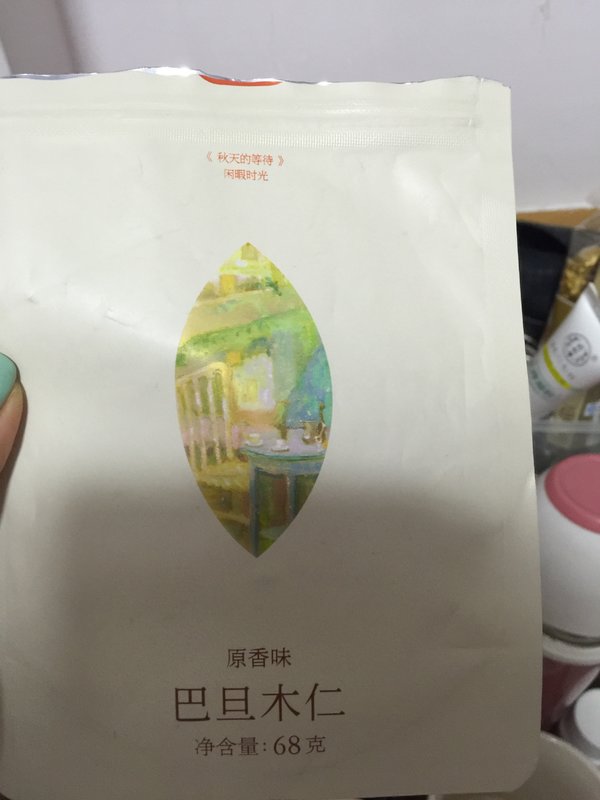 《 秋天的等待 》
闲暇时光
原香味
巴旦木仁
净含量：68克